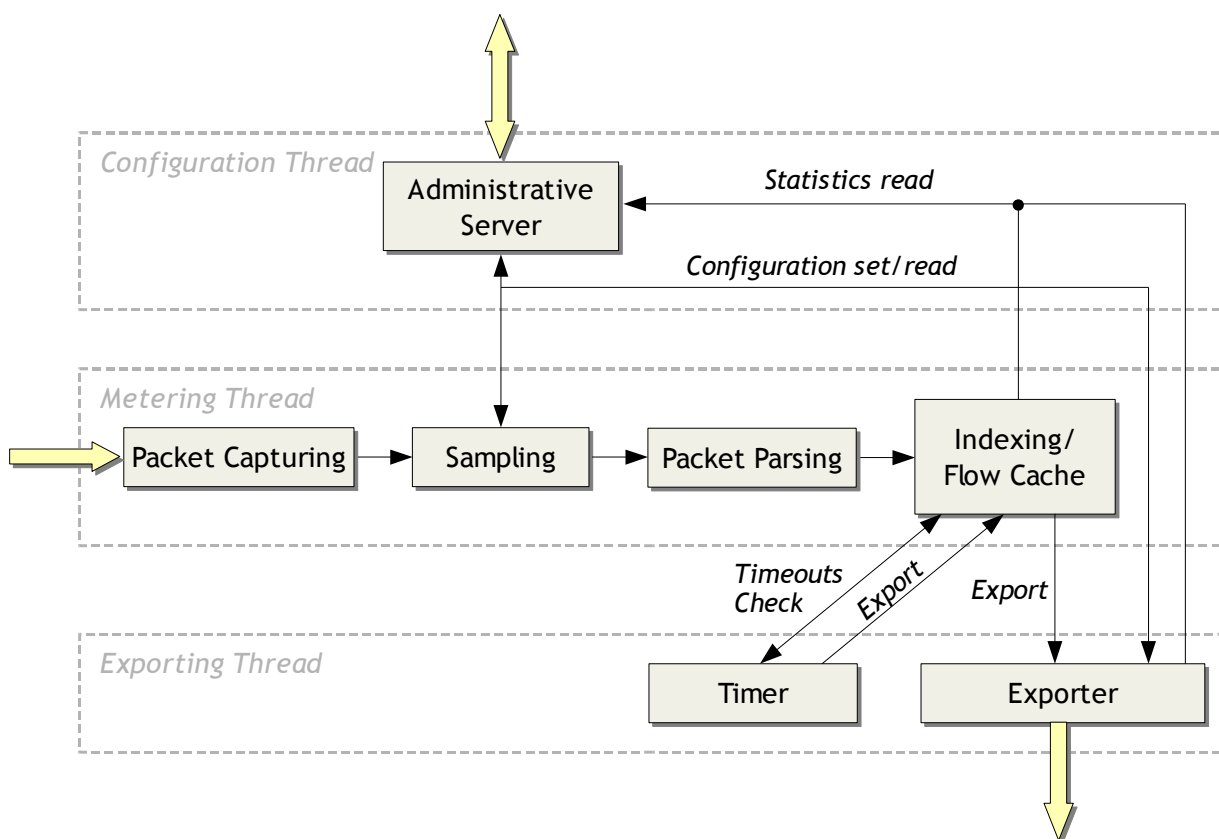 Configuration Thread
Administrative
Server
Statistics read
Configuration set/read
Metering Thread
Packet Capturing
Sampling
Packet Parsing
Indexing/
Flow Cache
Timeouts
Check
Export
Export
Exporting Thread
Timer
Exporter